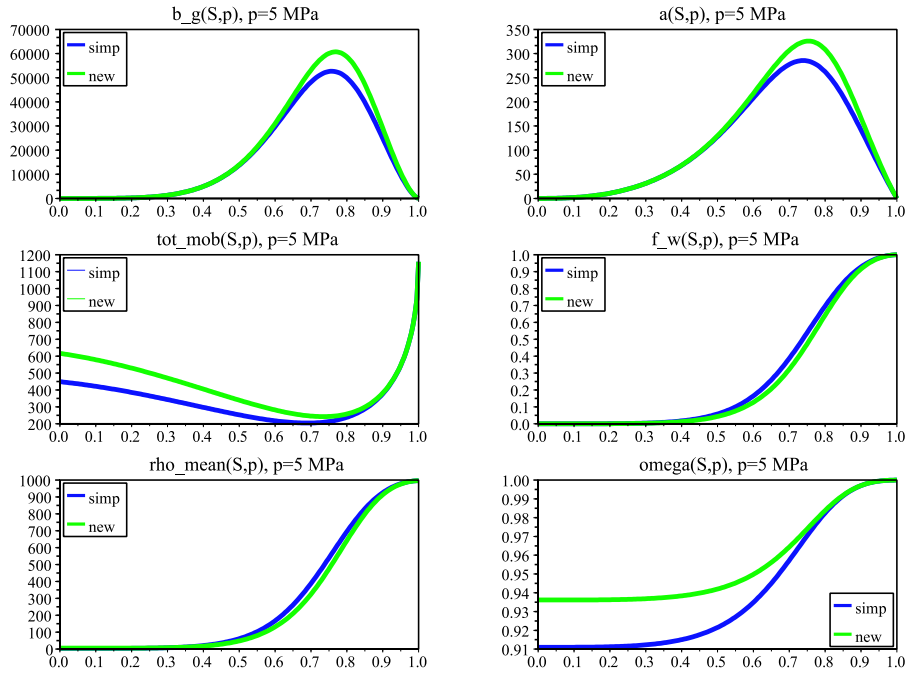 b_g(S,p), p=5 MPa
70000
60000
50000
40000
30000
20000
10000
0
simp
new
0.0 0.1 0.2 0.3 0.4 0.5 0.6 0.7 0.8 0.9 1.0
a(S,p), p=5 MPa
350
300
250
200
150
100
50
0
simp
new
0.0 0.1 0.2 0.3 0.4 0.5 0.6 0.7 0.8 0.9 1.0
tot_mob(S,p), p=5 MPa
1200
1100
1000
900
800
700
600
500
400
300
200
simp
new
0.0 0.1 0.2 0.3 0.4 0.5 0.6 0.7 0.8 0.9 1.0
f_w(S,p), p=5 MPa
1.0
0.9
0.8
0.7
0.6
0.5
0.4
0.3
0.2
0.1
0.0
simp
new
0.0 0.1 0.2 0.3 0.4 0.5 0.6 0.7 0.8 0.9 1.0
rho_mean(S,p), p=5 MPa
1000
900
800
700
600
500
400
300
200
100
0
simp
new
0.0 0.1 0.2 0.3 0.4 0.5 0.6 0.7 0.8 0.9 1.0
omega(S,p), p=5 MPa
1.00
0.99
0.98
0.97
0.96
0.95
0.94
0.93
0.92
0.91
simp
new
0.0 0.1 0.2 0.3 0.4 0.5 0.6 0.7 0.8 0.9 1.0